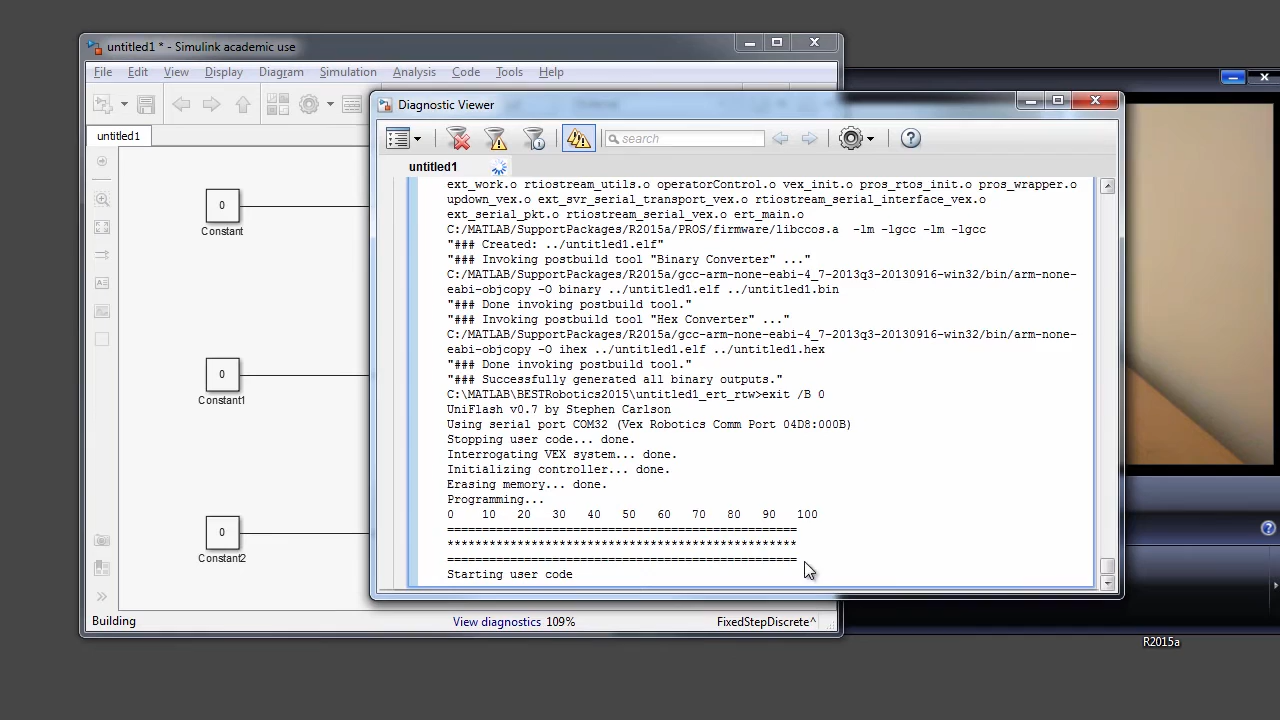 untitled1 * - Simulink academic use
File Edit View Display Diagram Simulation Analysis Code Tools Help
untitled1
0
Constant
0
Constant1
0
Constant2
Building
View diagnostics 109%
FixedStepDiscrete^
Diagnostic Viewer
search
untitled1
ext_work.o rtiostream_utils.o operatorControl.o vex_init.o pros_rtos_init.o pros_wrapper.o
updown_vex.o ext_svr_serial_transport_vex.o rtiostream_serial_interface_vex.o
ext_serial_pkt.o rtiostream_serial_vex.o ert_main.o
C:/MATLAB/SupportPackages/R2015a/PROS/firmware/libccos.a  -lm -lgcc -lm -lgcc
"### Created: ../untitled1.elf"
"### Invoking postbuild tool "Binary Converter" ..."
C:/MATLAB/SupportPackages/R2015a/gcc-arm-none-eabi-4_7-2013q3-20130916-win32/bin/arm-none-
eabi-objcopy -O binary ../untitled1.elf ../untitled1.bin
"### Done invoking postbuild tool."
"### Invoking postbuild tool "Hex Converter" ..."
C:/MATLAB/SupportPackages/R2015a/gcc-arm-none-eabi-4_7-2013q3-20130916-win32/bin/arm-none-
eabi-objcopy -O ihex ../untitled1.elf ../untitled1.hex
"### Done invoking postbuild tool."
"### Successfully generated all binary outputs."
C:\MATLAB\BESTRobotics2015\untitled1_ert_rtw>exit /B 0
UniFlash v0.7 by Stephen Carlson
Using serial port COM32 (Vex Robotics Comm Port 04D8:000B)
Stopping user code... done.
Interrogating VEX system... done.
Initializing controller... done.
Erasing memory... done.
Programming...
0    10   20   30   40   50   60   70   80   90   100
==================================================
**************************************************
==================================================
Starting user code
R2015a